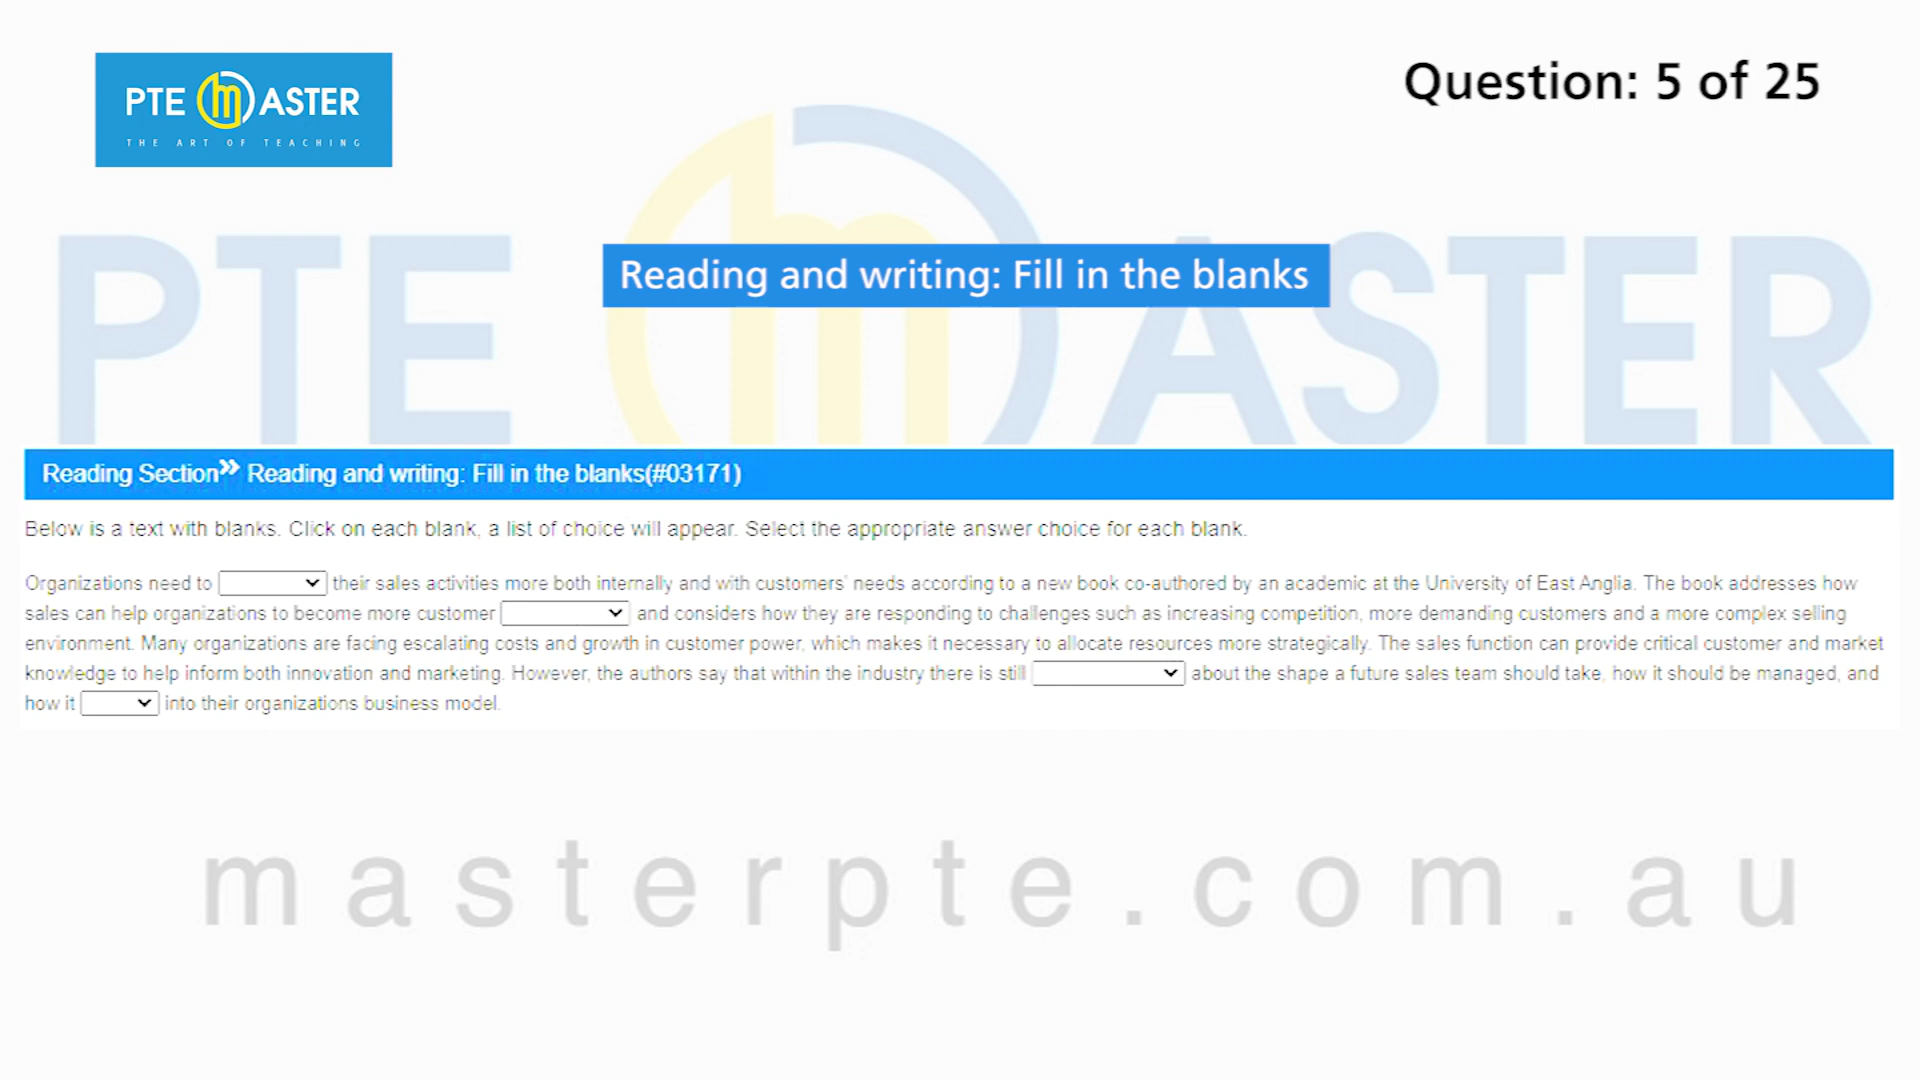 PTE MASTER
THE ART OF TEACHING
Question: 5 of 25
PTE MASTER
Reading and writing: Fill in the blanks
Reading Section» Reading and writing: Fill in the blanks(#03171)
Below is a text with blanks. Click on each blank, a list of choice will appear. Select the appropriate answer choice for each blank.
Organizations need to their sales activities more both internally and with customers' needs according to a new book co-authored by an academic at the University of East Anglia. The book addresses how
sales can help organizations to become more customer and considers how they are responding to challenges such as increasing competition, more demanding customers and a more complex selling
environment. Many organizations are facing escalating costs and growth in customer power, which makes it necessary to allocate resources more strategically. The sales function can provide critical customer and market
knowledge to help inform both innovation and marketing. However, the authors say that within the industry there is still about the shape a future sales team should take, how it should be managed, and
how it into their organizations business model.
masterpte.com.au